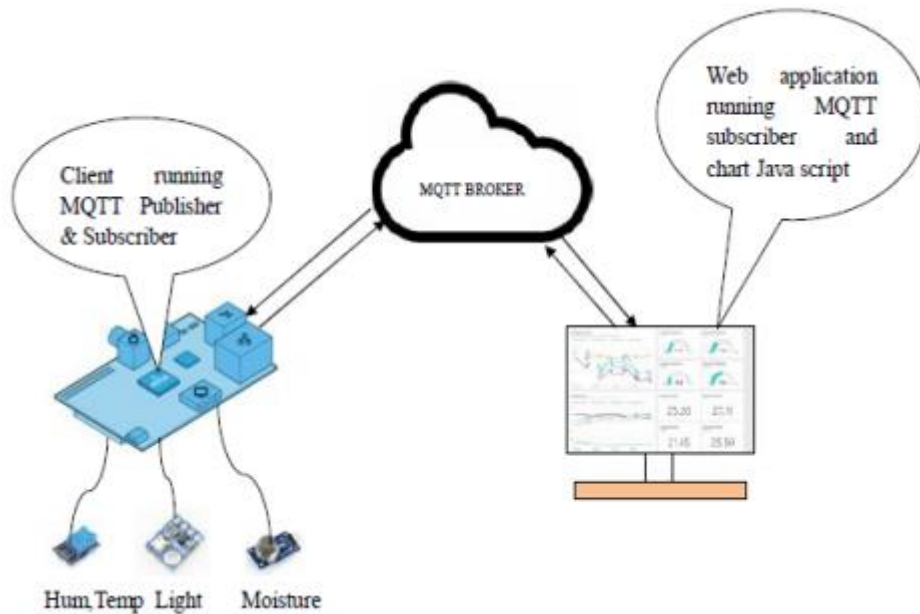 Web application
running MQTT
subscriber and
chart Java script
MQTT BROKER
Client running
MQTT Publisher
& Subscriber
Hum,Temp Light Moisture